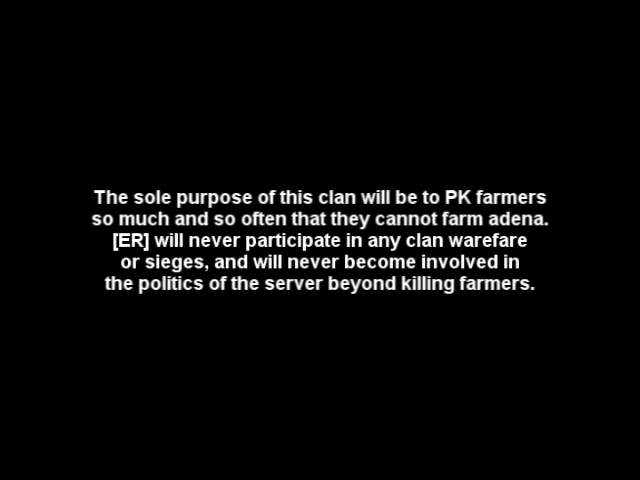 The sole purpose of this clan will be to PK farmers
so much and so often that they cannot farm adena.
[ER] will never participate in any clan warefare
or sieges, and will never become involved in
the politics of the server beyond killing farmers.